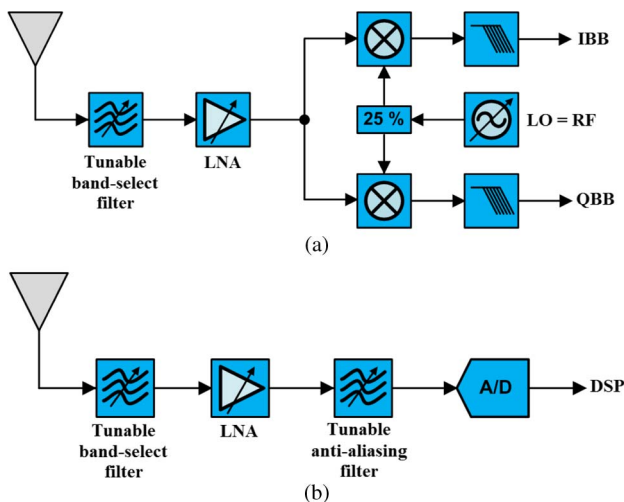 IBB
25 %
LO = RF
Tunable
band-select
filter
LNA
QBB
(a)
A/D
DSP
Tunable
band-select
filter
LNA
Tunable
anti-aliasing
filter
(b)